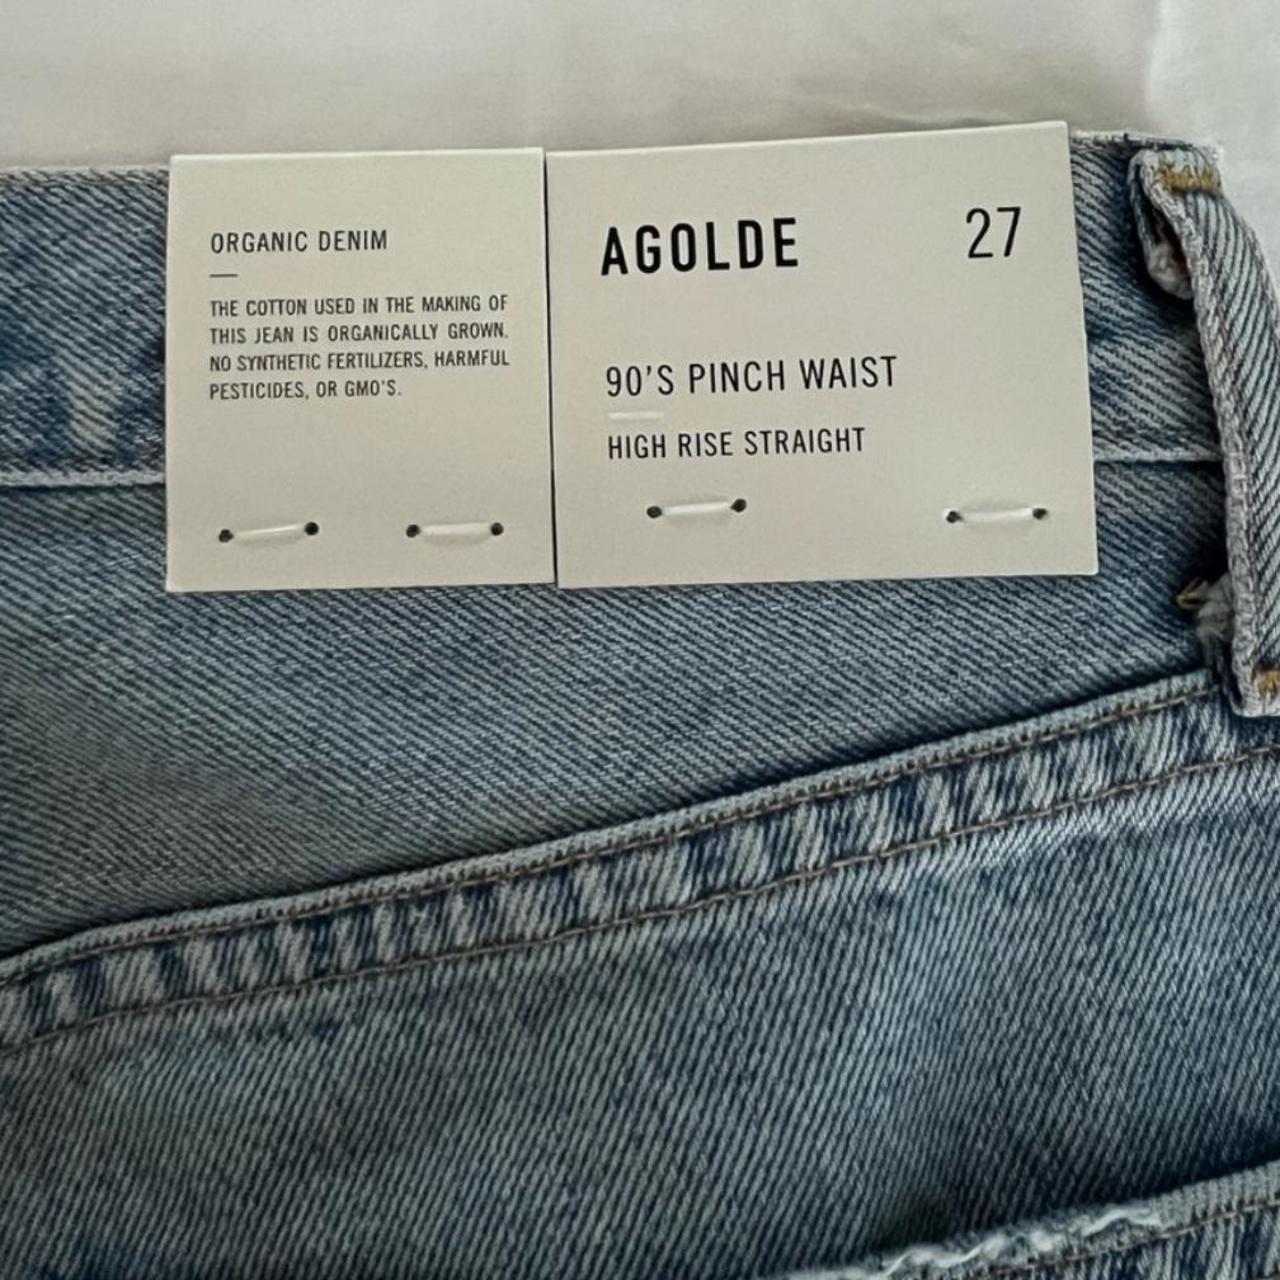 ORGANIC DENIM
THE COTTON USED IN THE MAKING OF
THIS JEAN IS ORGANICALLY GROWN.
NO SYNTHETIC FERTILIZERS, HARMFUL
PESTICIDES, OR GMO'S.
AGOLDE 27
90'S PINCH WAIST
HIGH RISE STRAIGHT